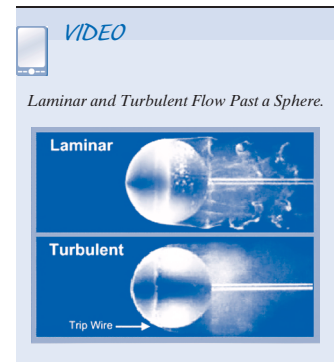 VIDEO
Laminar and Turbulent Flow Past a Sphere.
Laminar
Turbulent
Trip Wire